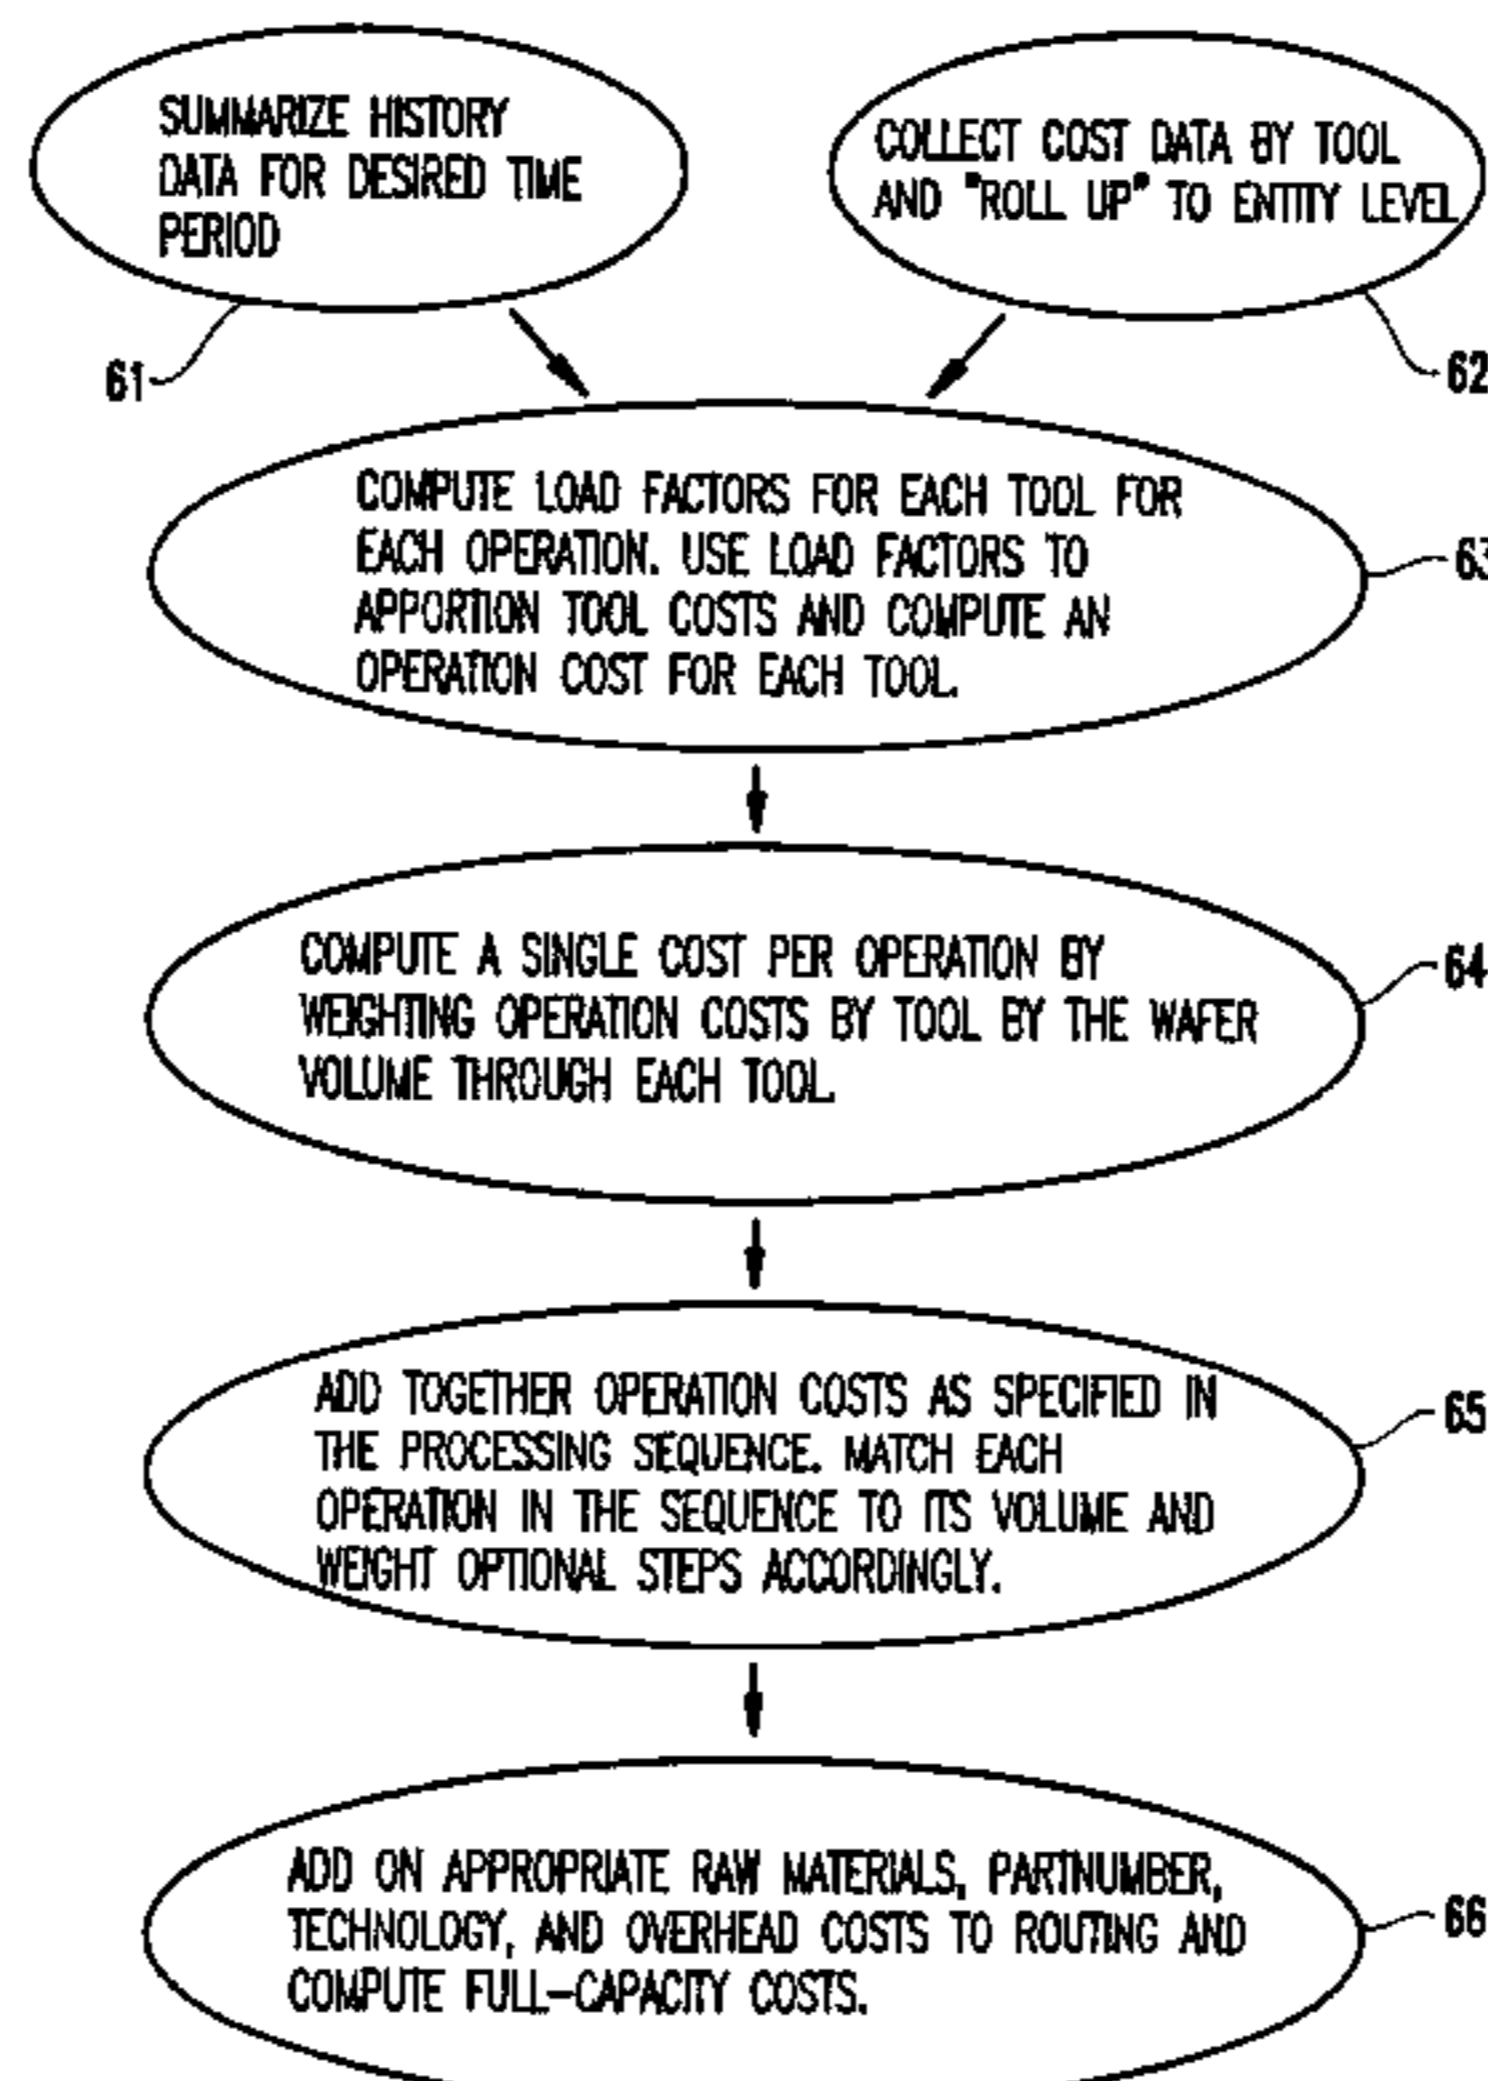 SUMMARIZE HISTORY
DATA FOR DESIRED TIME
PERIOD
61
COLLECT COST DATA BY TOOL
AND "ROLL UP" TO ENTITY LEVEL
62
COMPUTE LOAD FACTORS FOR EACH TOOL FOR
EACH OPERATION. USE LOAD FACTORS TO
APPORTION TOOL COSTS AND COMPUTE AN
OPERATION COST FOR EACH TOOL.
63
COMPUTE A SINGLE COST PER OPERATION BY
WEIGHTING OPERATION COSTS BY TOOL BY THE WAFER
VOLUME THROUGH EACH TOOL.
64
ADD TOGETHER OPERATION COSTS AS SPECIFIED IN
THE PROCESSING SEQUENCE. MATCH EACH
OPERATION IN THE SEQUENCE TO ITS VOLUME AND
WEIGHT OPTIONAL STEPS ACCORDINGLY.
65
ADD ON APPROPRIATE RAW MATERIALS, PARTNUMBER,
TECHNOLOGY, AND OVERHEAD COSTS TO ROUTING AND
COMPUTE FULL-CAPACITY COSTS.
66